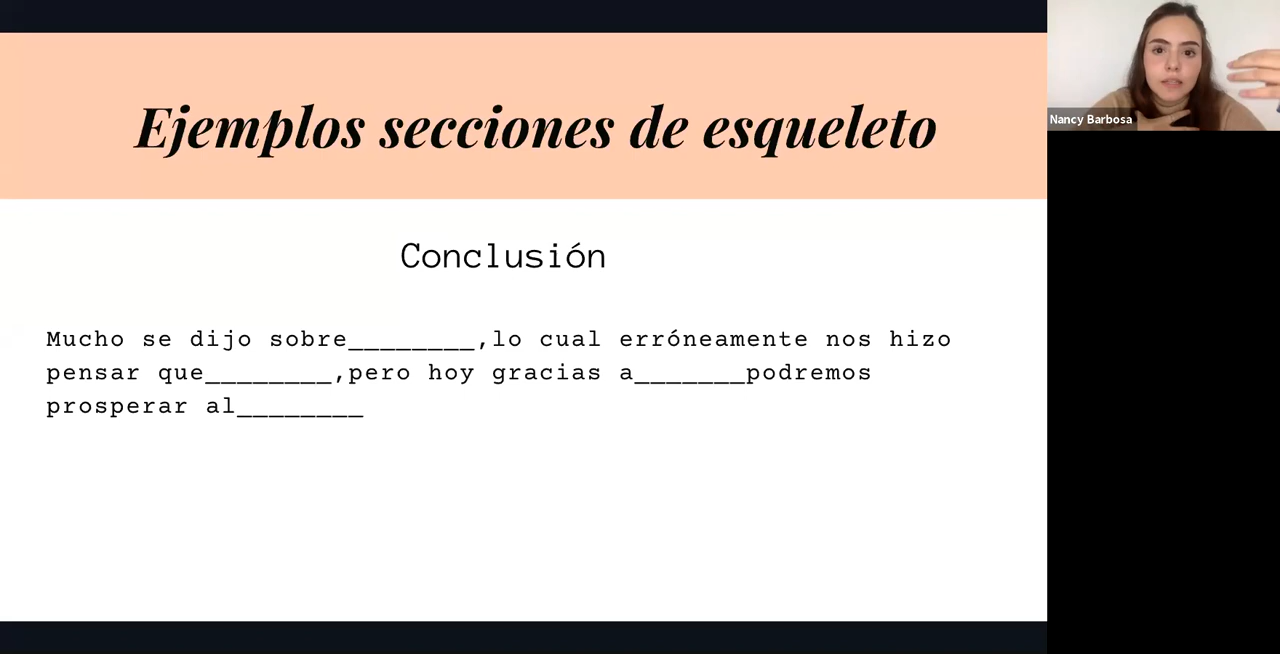 Ejemplos secciones de esqueleto
Nancy Barbosa
Conclusión
Mucho se dijo sobre________,lo cual erróneamente nos hizo
pensar que________,pero hoy gracias a_______podremos
prosperar al________